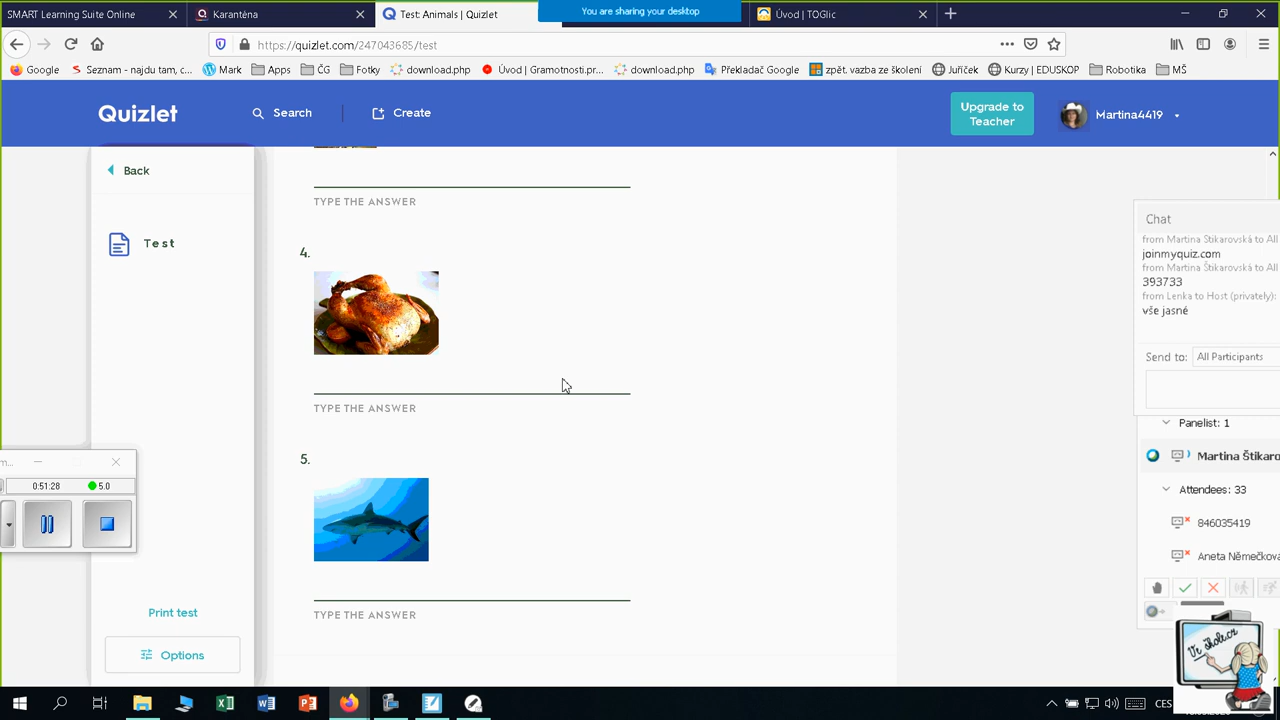 SMART Learning Suite Online
Karanténa
Test: Animals | Quizlet
You are sharing your desktop
Úvod | TOGlic
https://quizlet.com/247043685/test
Google
Seznam - najdu tam, c...
Mark
Apps
ČG
Fotky
download.php
Úvod | Gramotnosti.pr...
download.php
Překladač Google
zpět. vazba ze školení
Juříček
Kurzy | EDUSKOP
Robotika
MŠ
Quizlet
Search
Create
Upgrade to
Teacher
Martina4419
Back
Test
Print test
Options
TYPE THE ANSWER
4.
TYPE THE ANSWER
5.
TYPE THE ANSWER
m...
0:51:28
5.0
Chat
from Martina Štikarovská to All
joinmyquiz.com
from Martina Štikarovská to All
393733
from Lenka to Host (privately):
vše jasné
Send to:
All Participants
Panelist: 1
Martina Štikaro
Attendees: 33
846035419
Aneta Němečkova
Ve škole.cz
CES